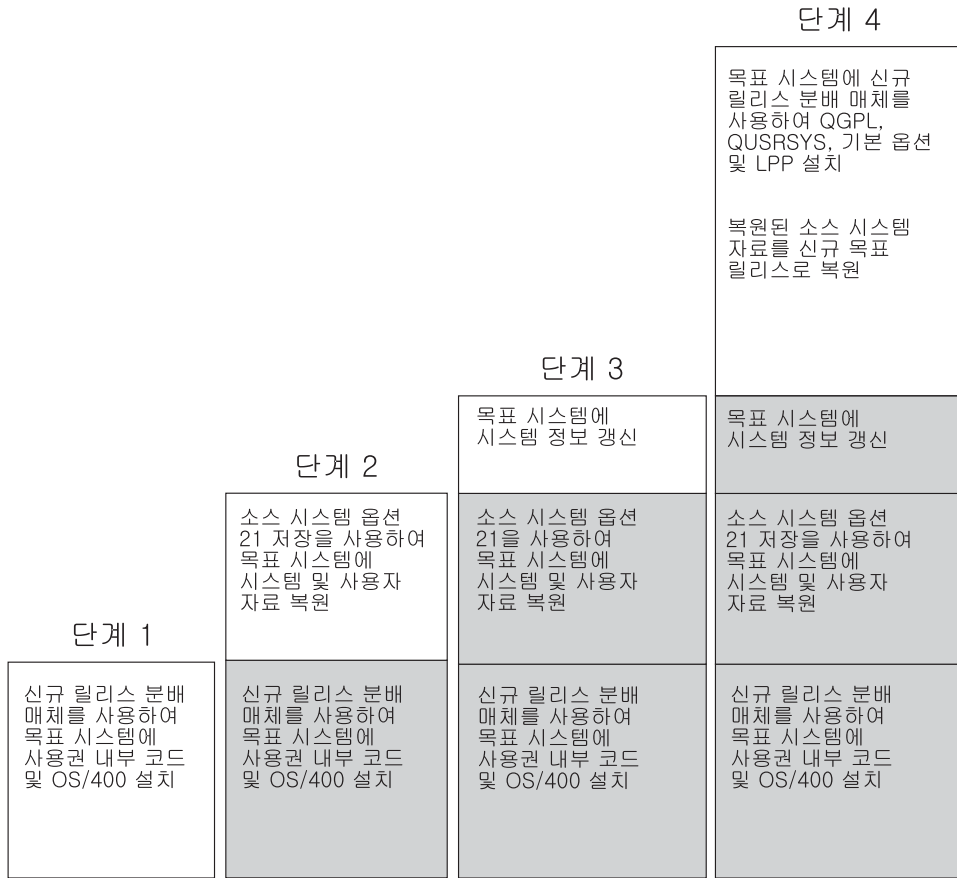 단계 1
신규 릴리스 분배
매체를 사용하여
목표 시스템에
사용권 내부 코드
및 OS/400 설치
단계 2
소스 시스템 옵션
21 저장을 사용하여
목표 시스템에
시스템 및 사용자
자료 복원
신규 릴리스 분배
매체를 사용하여
목표 시스템에
사용권 내부 코드
및 OS/400 설치
단계 3
목표 시스템에
시스템 정보 갱신
소스 시스템 옵션
21을 사용하여
목표 시스템에
시스템 및 사용자
자료 복원
신규 릴리스 분배
매체를 사용하여
목표 시스템에
사용권 내부 코드
및 OS/400 설치
단계 4
목표 시스템에 신규
릴리스 분배 매체를
사용하여 QGPL,
QUSRSYS, 기본 옵션
및 LPP 설치
복원된 소스 시스템
자료를 신규 목표
릴리스로 복원
목표 시스템에
시스템 정보 갱신
소스 시스템 옵션
21 저장을 사용하여
목표 시스템에
시스템 및 사용자
자료 복원
신규 릴리스 분배
매체를 사용하여
목표 시스템에
사용권 내부 코드
및 OS/400 설치